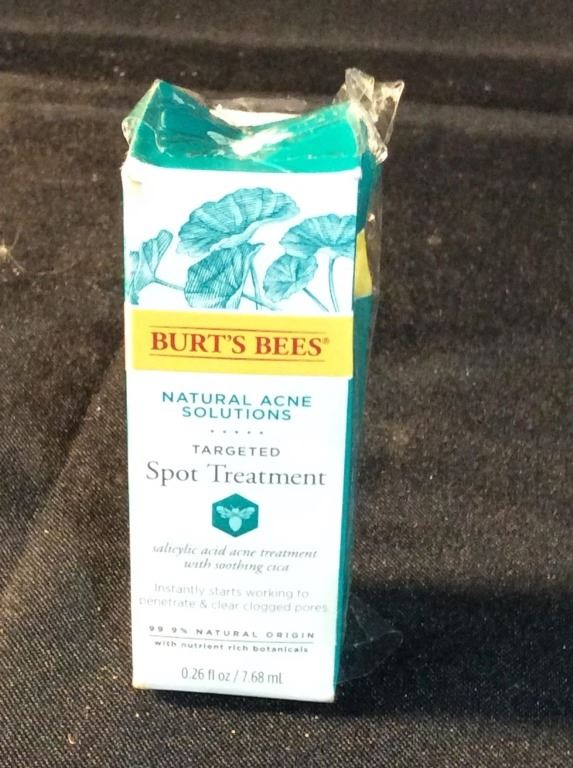 BURT'S BEES®
NATURAL ACNE
SOLUTIONS
TARGETED
Spot Treatment
salicylic acid acne treatment
with soothing cica
Instantly starts working to
penetrate & clear clogged pores
99.9% NATURAL ORIGIN
with nutrient rich botanicals
0.26 fl oz / 7.68 mL